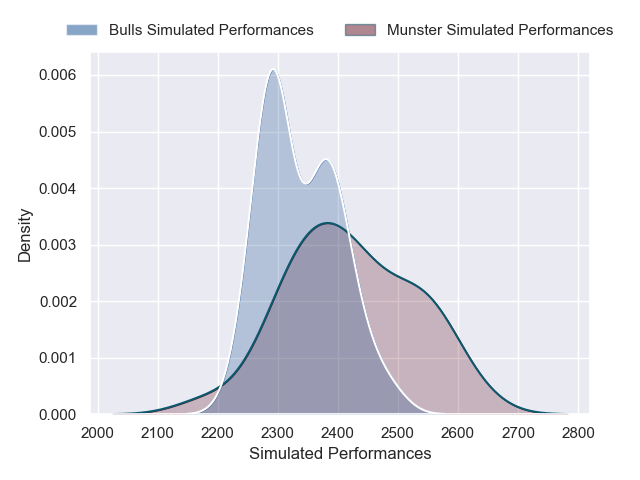 Bulls Simulated Performances
Munster Simulated Performances
0.006
0.005
0.004
0.003
0.002
0.001
0.000
Density
2000 2100 2200 2300 2400 2500 2600 2700 2800
Simulated Performances